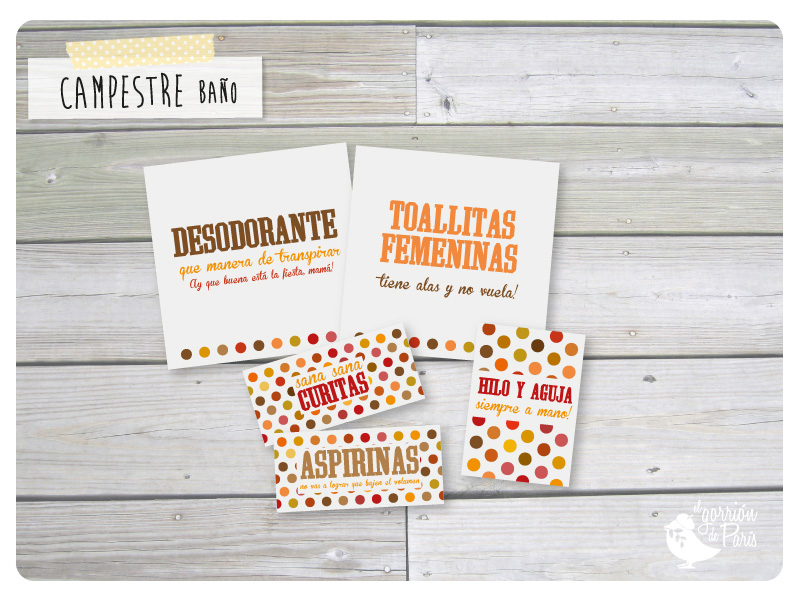 CAMPESTRE BAÑO
DESODORANTE
que manera de transpirar
Ay que buena está la fiesta, mamá!
TOALLITAS
FEMENINAS
tiene alas y no vuela!
sana sana
CURITAS
HILO Y AGUJA
siempre a mano!
ASPIRINAS
no vas a lograr que bajen el volumen
el gorrión
de París